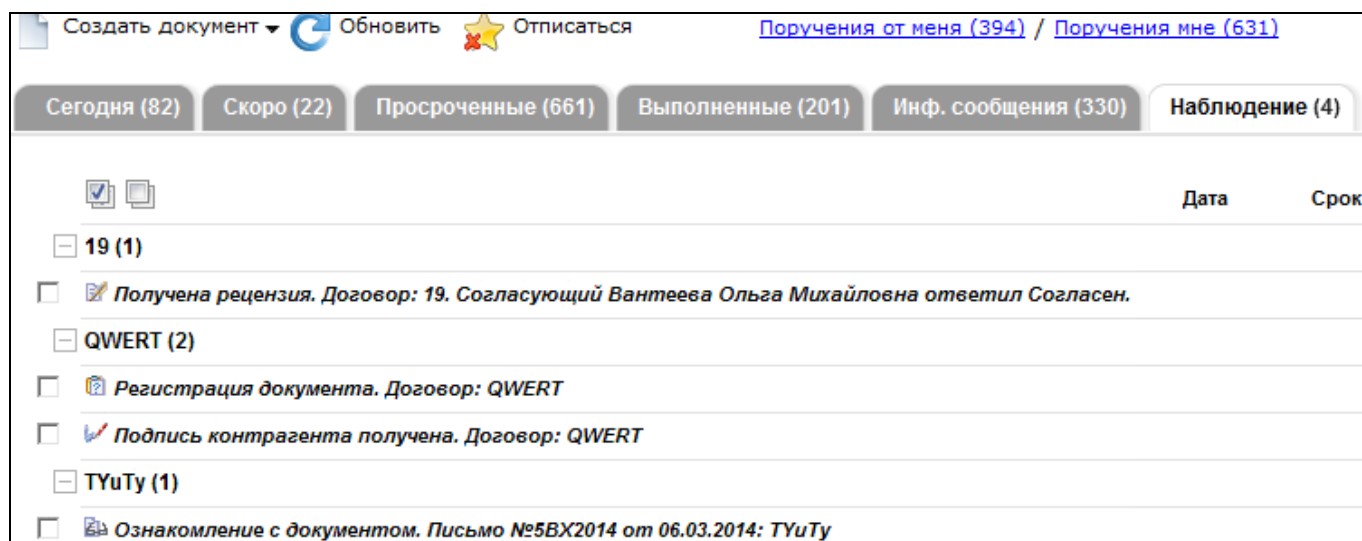 Создать документ Обновить Отписаться Поручения от меня (394) / Поручения мне (631)
Сегодня (82) Скоро (22) Просроченные (661) Выполненные (201) Инф. сообщения (330) Наблюдение (4)
Дата Срок
19 (1)
Получена рецензия. Договор: 19. Согласующий Вантеева Ольга Михайловна ответил Согласен.
QWERT (2)
Регистрация документа. Договор: QWERT
Подпись контрагента получена. Договор: QWERT
TYuTy (1)
Ознакомление с документом. Письмо №5ВХ2014 от 06.03.2014: TYuTy